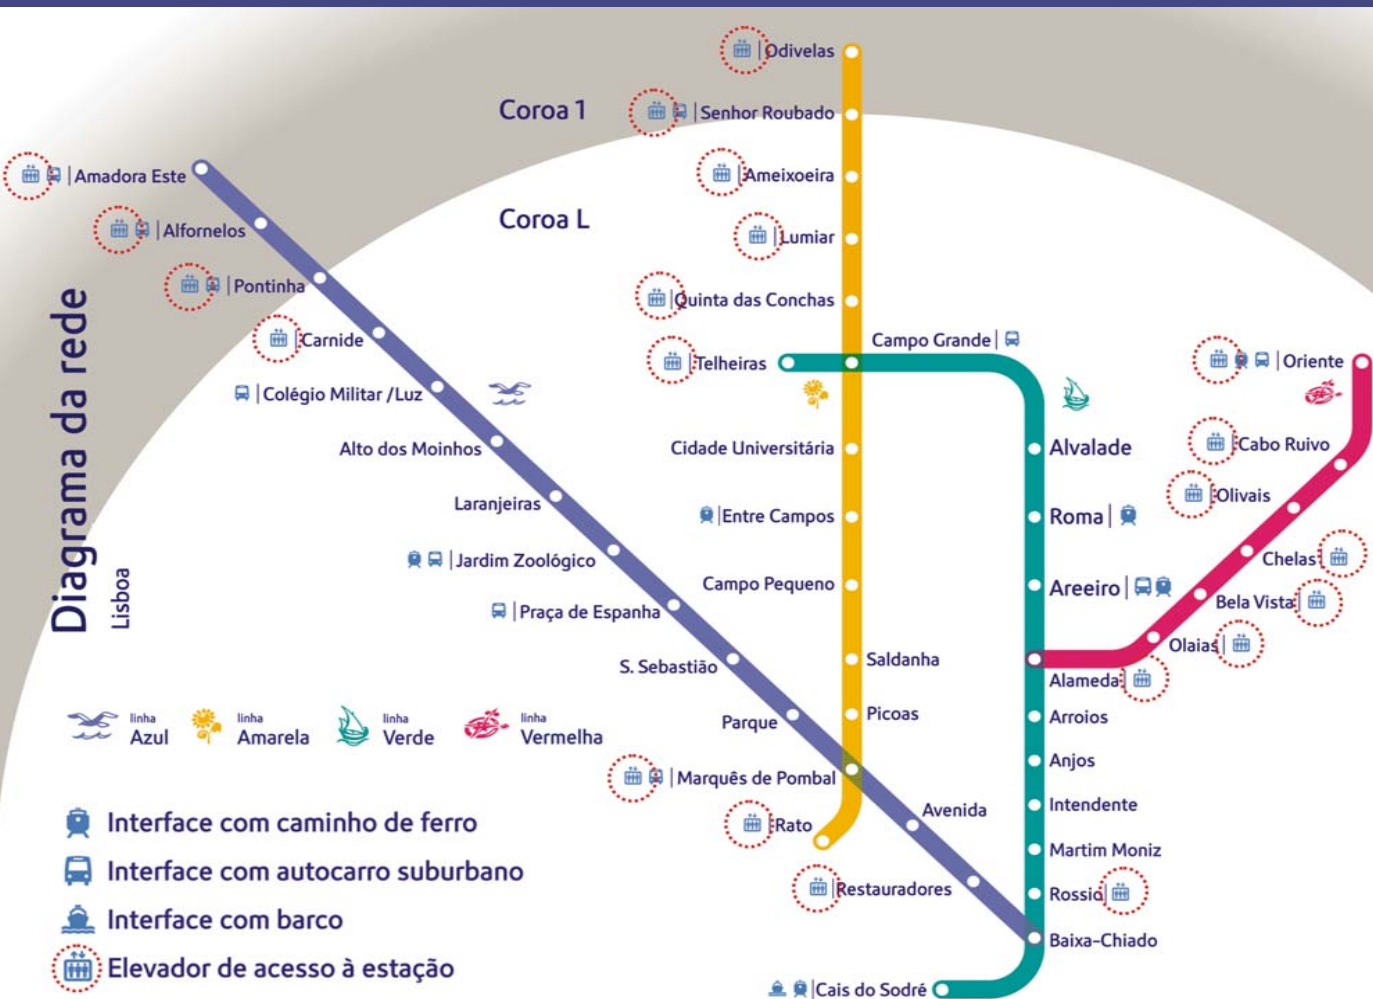 Odivelas
Coroa 1
Senhor Roubado
Amadora Este
Ameixoeira
Coroa L
Alfornelos
Lumiar
Pontinha
Quinta das Conchas
Carnide
Campo Grande
Telheiras
Oriente
Colégio Militar /Luz
Alto dos Moinhos
Cidade Universitária
Alvalade
Cabo Ruivo
Laranjeiras
Olivais
Entre Campos
Roma
Jardim Zoológico
Chelas
Campo Pequeno
Areeiro
Bela Vista
Praça de Espanha
Diagrama da rede
Lisboa
Olaias
S. Sebastião
Saldanha
Alameda
Parque
Picoas
Arroios
linha
Azul
linha
Amarela
linha
Verde
linha
Vermelha
Anjos
Marquês de Pombal
Intendente
Avenida
Rato
Interface com caminho de ferro
Martim Moniz
Interface com autocarro suburbano
Restauradores
Rossio
Interface com barco
Baixa-Chiado
Elevador de acesso à estação
Cais do Sodré